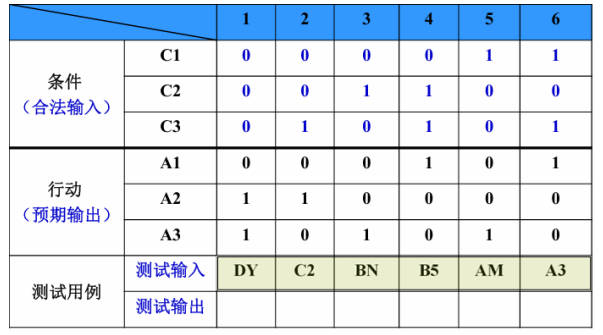 1 2 3 4 5 6
条件
（合法输入）
C1 0 0 0 0 1 1
C2 0 0 1 1 0 0
C3 0 1 0 1 0 1
行动
（预期输出）
A1 0 0 0 1 0 1
A2 1 1 0 0 0 0
A3 1 0 1 0 1 0
测试用例
测试输入 DY C2 BN B5 AM A3
测试输出